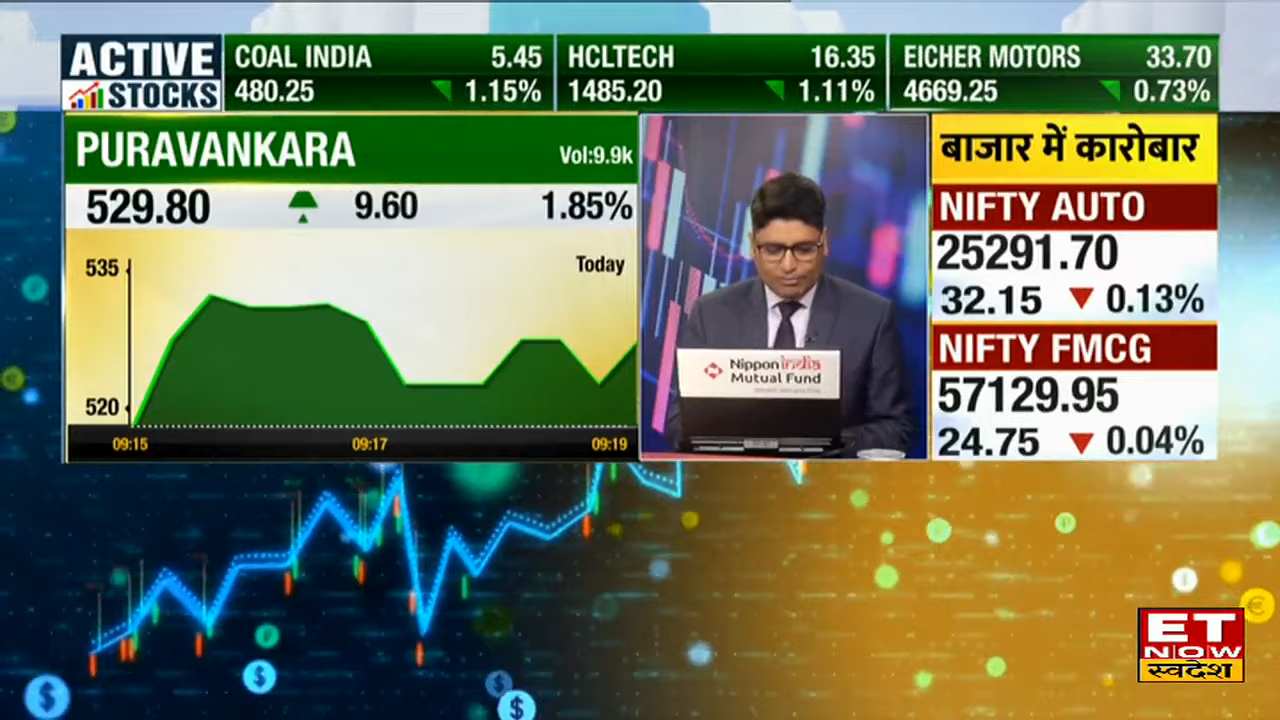 ACTIVE
STOCKS
COAL INDIA 5.45
480.25 1.15%
HCLTECH 16.35
1485.20 1.11%
EICHER MOTORS 33.70
4669.25 0.73%
PURAVANKARA Vol:9.9k
529.80 9.60 1.85%
Today
535
520
09:15 09:17 09:19
Nippon india
Mutual Fund
बाजार में कारोबार
NIFTY AUTO
25291.70
32.15 0.13%
NIFTY FMCG
57129.95
24.75 0.04%
ET
NOW
स्वदेश